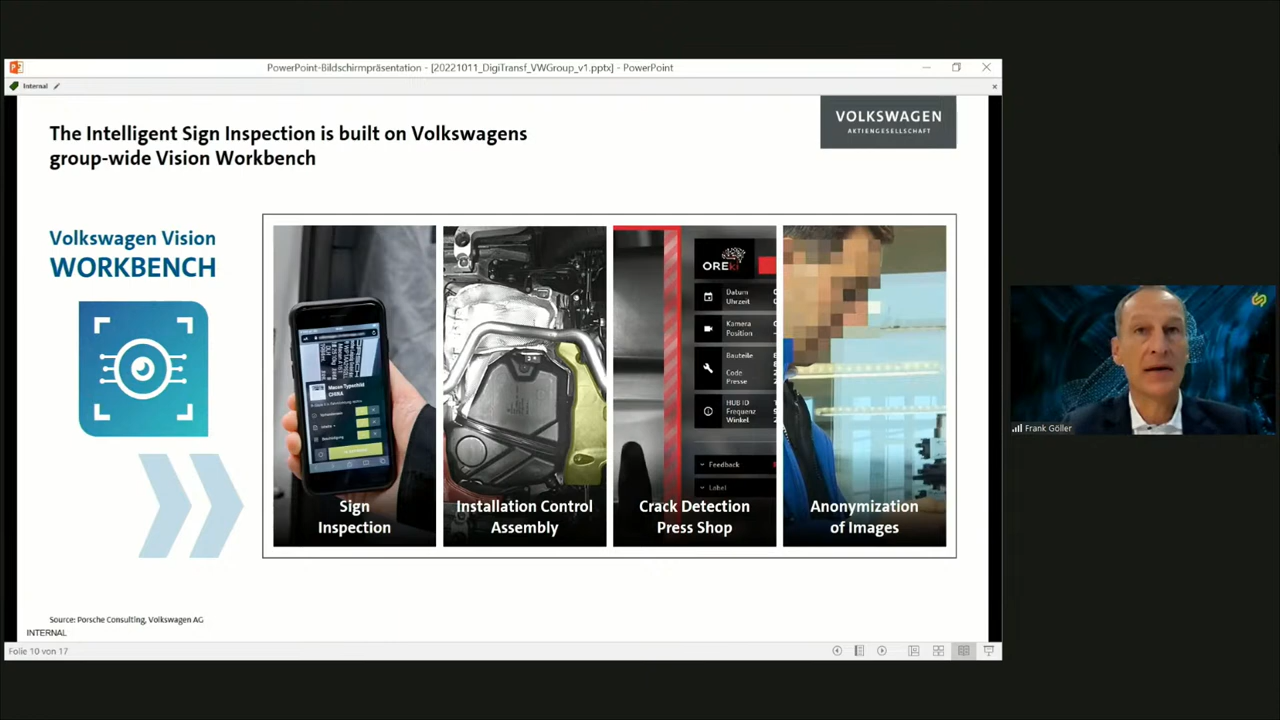 PowerPoint-Bildschirmpräsentation - [20221011_DigiTransf_VWGroup_v1.pptx] - PowerPoint
Internal
The Intelligent Sign Inspection is built on Volkswagens
group-wide Vision Workbench
VOLKSWAGEN
AKTIENGESELLSCHAFT
Volkswagen Vision
WORKBENCH
Macan Typschild
CHINA
Sign
Inspection
Installation Control
Assembly
OREKI
Datum
Uhrzeit
Kamera
Position
Bauteile
Code
Presse
HUB ID
Frequenz
Winkel
Feedback
Label
Crack Detection
Press Shop
Anonymization
of Images
Frank Göller
Source: Porsche Consulting, Volkswagen AG
INTERNAL
Folie 10 von 17